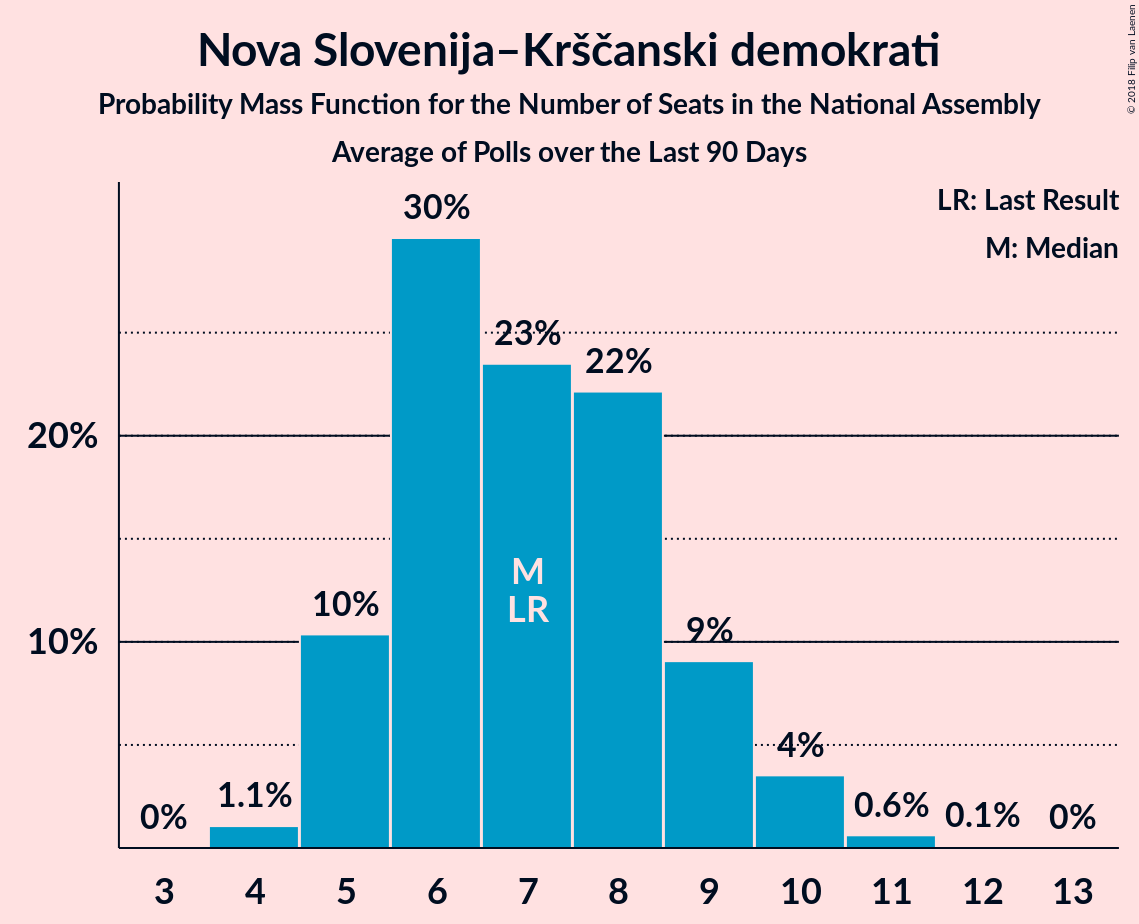 Nova Slovenija–Krščanski demokrati
Probability Mass Function for the Number of Seats in the National Assembly
Average of Polls over the Last 90 Days
© 2018 Filip van Laenen
LR: Last Result
M: Median
20%
10%
0%
1.1%
10%
30%
23%
22%
9%
4%
0.6%
0.1%
0%
M
LR
3 4 5 6 7 8 9 10 11 12 13